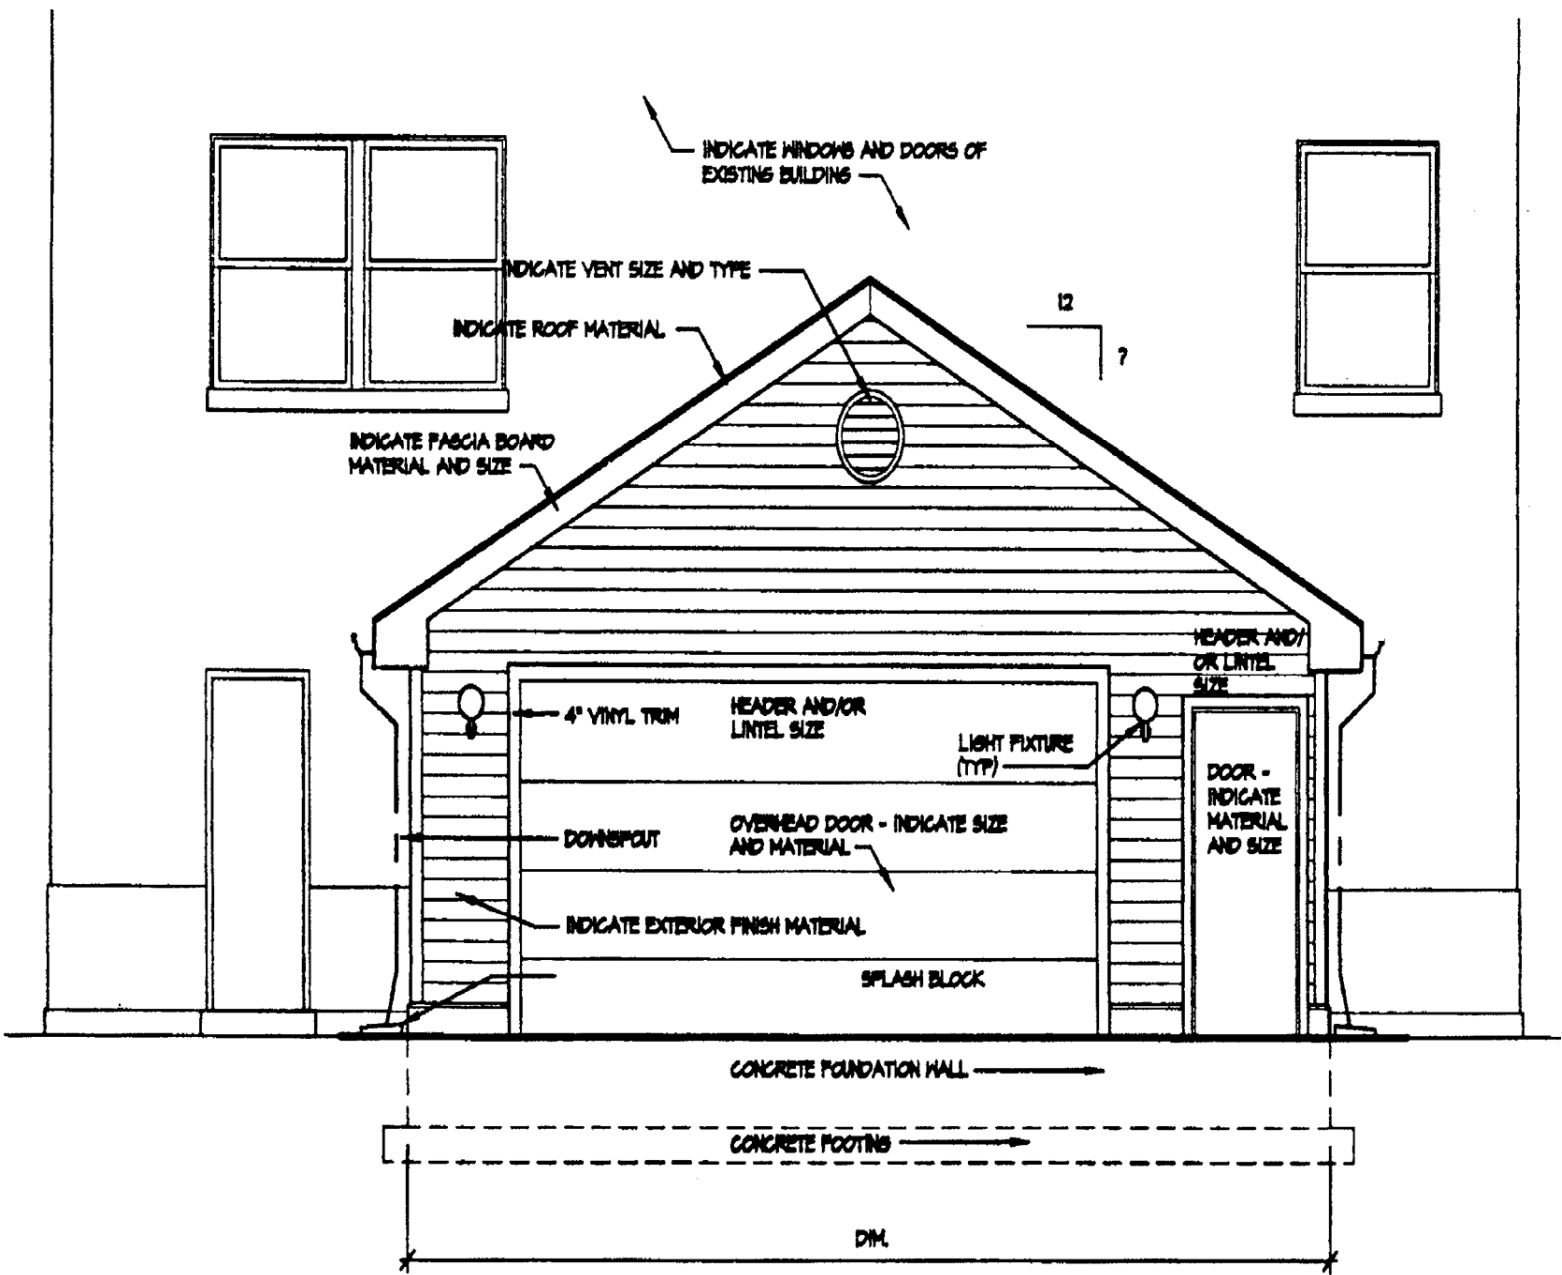 INDICATE WINDOWS AND DOORS OF
EXISTING BUILDING
INDICATE VENT SIZE AND TYPE
12
?
INDICATE ROOF MATERIAL
INDICATE FASCIA BOARD
MATERIAL AND SIZE
HEADER AND/
OR LINTEL
SIZE
4" VINYL TRIM
HEADER AND/OR
LINTEL SIZE
LIGHT FIXTURE
(TYP)
DOOR -
INDICATE
MATERIAL
AND SIZE
DOWNSPOUT
OVERHEAD DOOR - INDICATE SIZE
AND MATERIAL
INDICATE EXTERIOR FINISH MATERIAL
SPLASH BLOCK
CONCRETE FOUNDATION WALL
CONCRETE FOOTING
DIM.